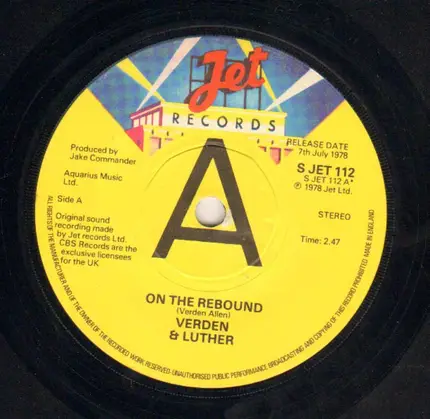 Jet
RECORDS
RELEASE DATE
7th July 1978
S JET 112
S JET 112 A*
℗ 1978 Jet Ltd.
Produced by
Jake Commander
Aquarius Music
Ltd.
Side A
Original sound
recording made
by Jet records Ltd.
CBS Records are the
exclusive licensees
for the UK
A
STEREO
Time: 2.47
ON THE REBOUND
(Verden Allen)
VERDEN
& LUTHER
ALL RIGHTS OF THE MANUFACTURER AND OF THE OWNER OF THE RECORDED WORK RESERVED·UNAUTHORISED PUBLIC PERFORMANCE, BROADCASTING AND COPYING OF THIS RECORD PROHIBITED MADE IN ENGLAND